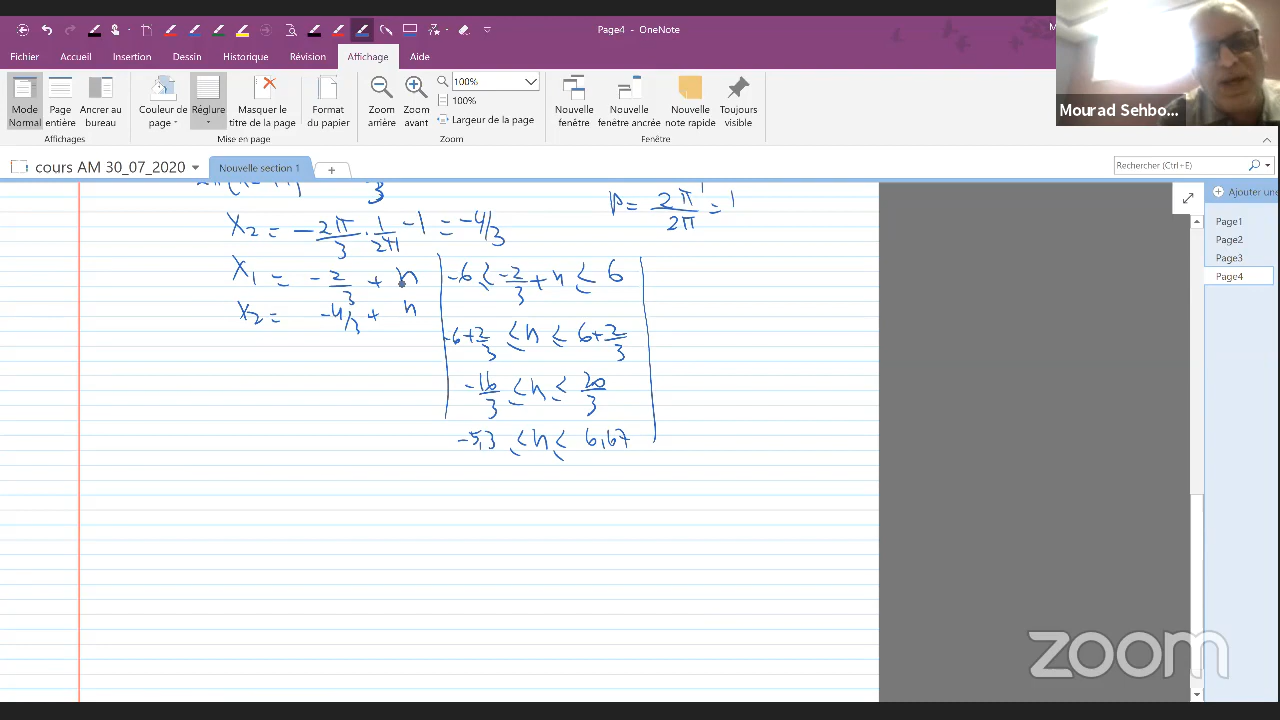 Page4 - OneNote
Fichier Accueil Insertion Dessin Historique Révision Affichage Aide
Mode Normal
Page entière
Ancrer au bureau
Couleur de page
Réglure
Masquer le titre de la page
Format du papier
Zoom arrière
Zoom avant
100%
100%
Largeur de la page
Nouvelle fenêtre
Nouvelle fenêtre ancrée
Nouvelle note rapide
Toujours visible
Affichages Mise en page Zoom Fenêtre
Mourad Sehbo...
cours AM 30_07_2020
Nouvelle section 1
+
Rechercher (Ctrl+E)
Ajouter une
Page1
Page2
Page3
Page4
P = 2π/2π = 1
x2 = -2π/3 · 1/2π -1 = -4/3
x1 = -2/3 + n
x2 = -4/3 + n
-6 ≤ -2/3 + n ≤ 6
-6+2/3 ≤ n ≤ 6+2/3
-16/3 ≤ n ≤ 20/3
-5,3 ≤ n ≤ 6,67
zoom